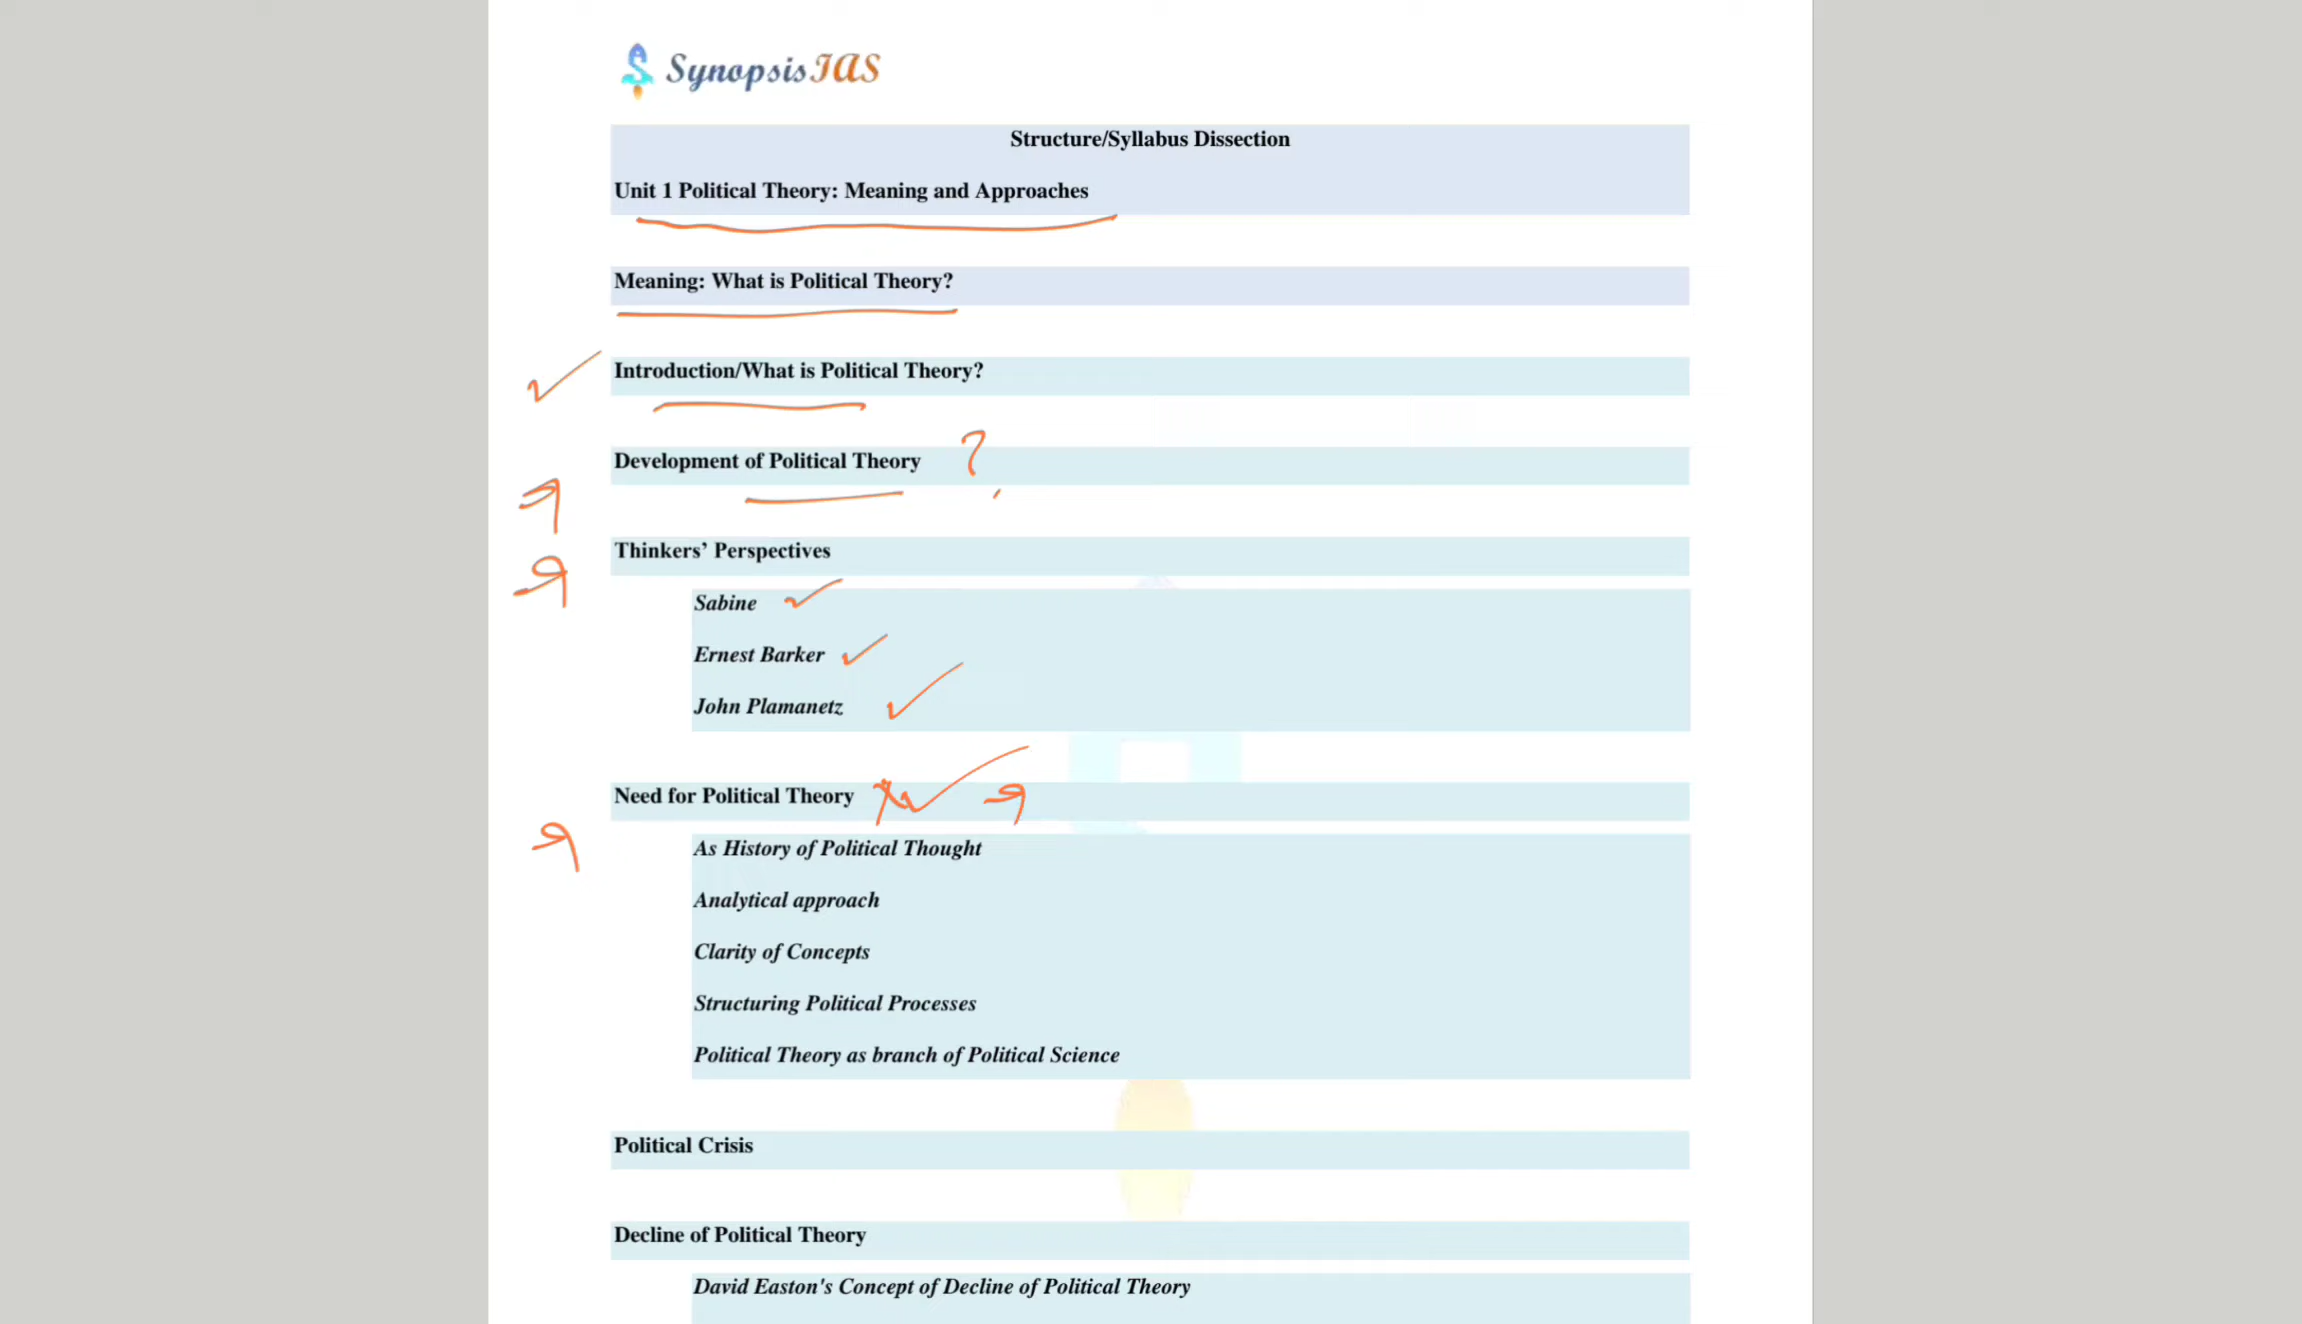 SynopsisIAS
Structure/Syllabus Dissection
Unit 1 Political Theory: Meaning and Approaches
Meaning: What is Political Theory?
Introduction/What is Political Theory?
Development of Political Theory ?
Thinkers’ Perspectives
Sabine
Ernest Barker
John Plamanetz
Need for Political Theory
As History of Political Thought
Analytical approach
Clarity of Concepts
Structuring Political Processes
Political Theory as branch of Political Science
Political Crisis
Decline of Political Theory
David Easton's Concept of Decline of Political Theory